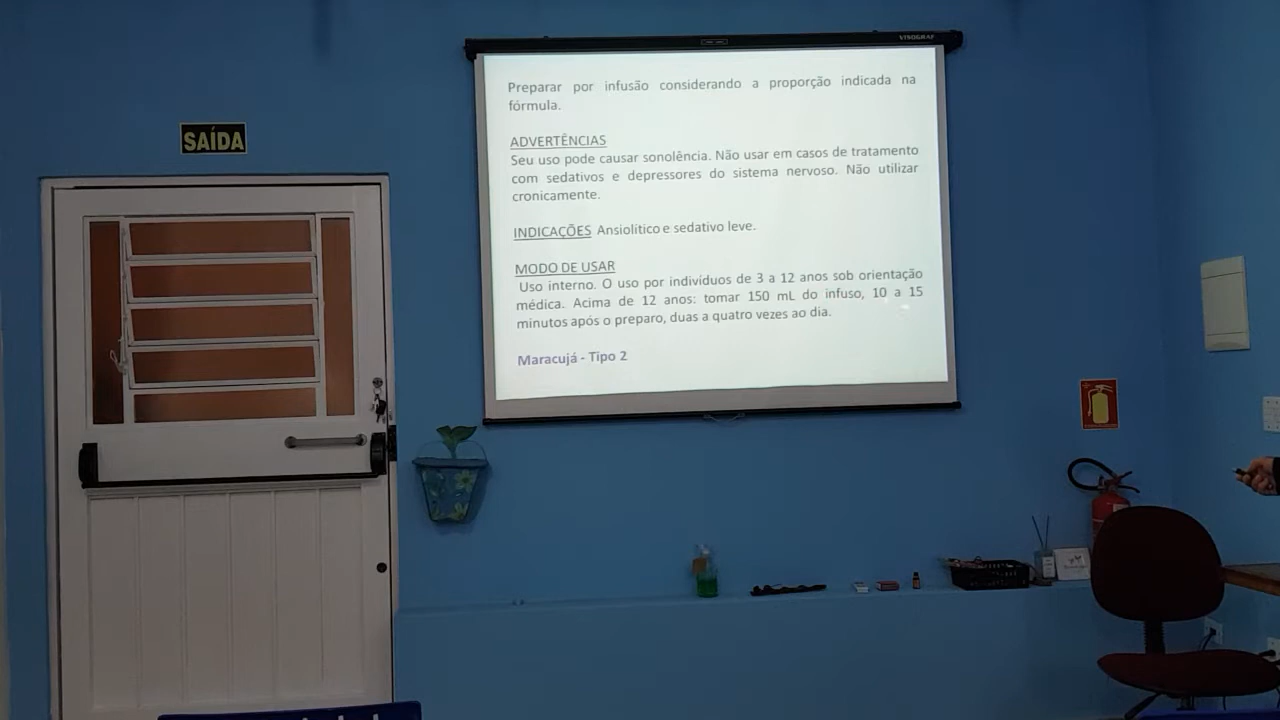 VISOGRAF
Preparar por infusão considerando a proporção indicada na
fórmula.
SAÍDA
ADVERTÊNCIAS
Seu uso pode causar sonolência. Não usar em casos de tratamento
com sedativos e depressores do sistema nervoso. Não utilizar
cronicamente.
INDICAÇÕES Ansiolitico e sedativo leve.
MODO DE USAR
Uso interno. O uso por indivíduos de 3 a 12 anos sob orientação
médica. Acima de 12 anos: tomar 150 mL do infuso, 10 a 15
minutos após o preparo, duas a quatro vezes ao dia.
Maracujá - Tipo 2